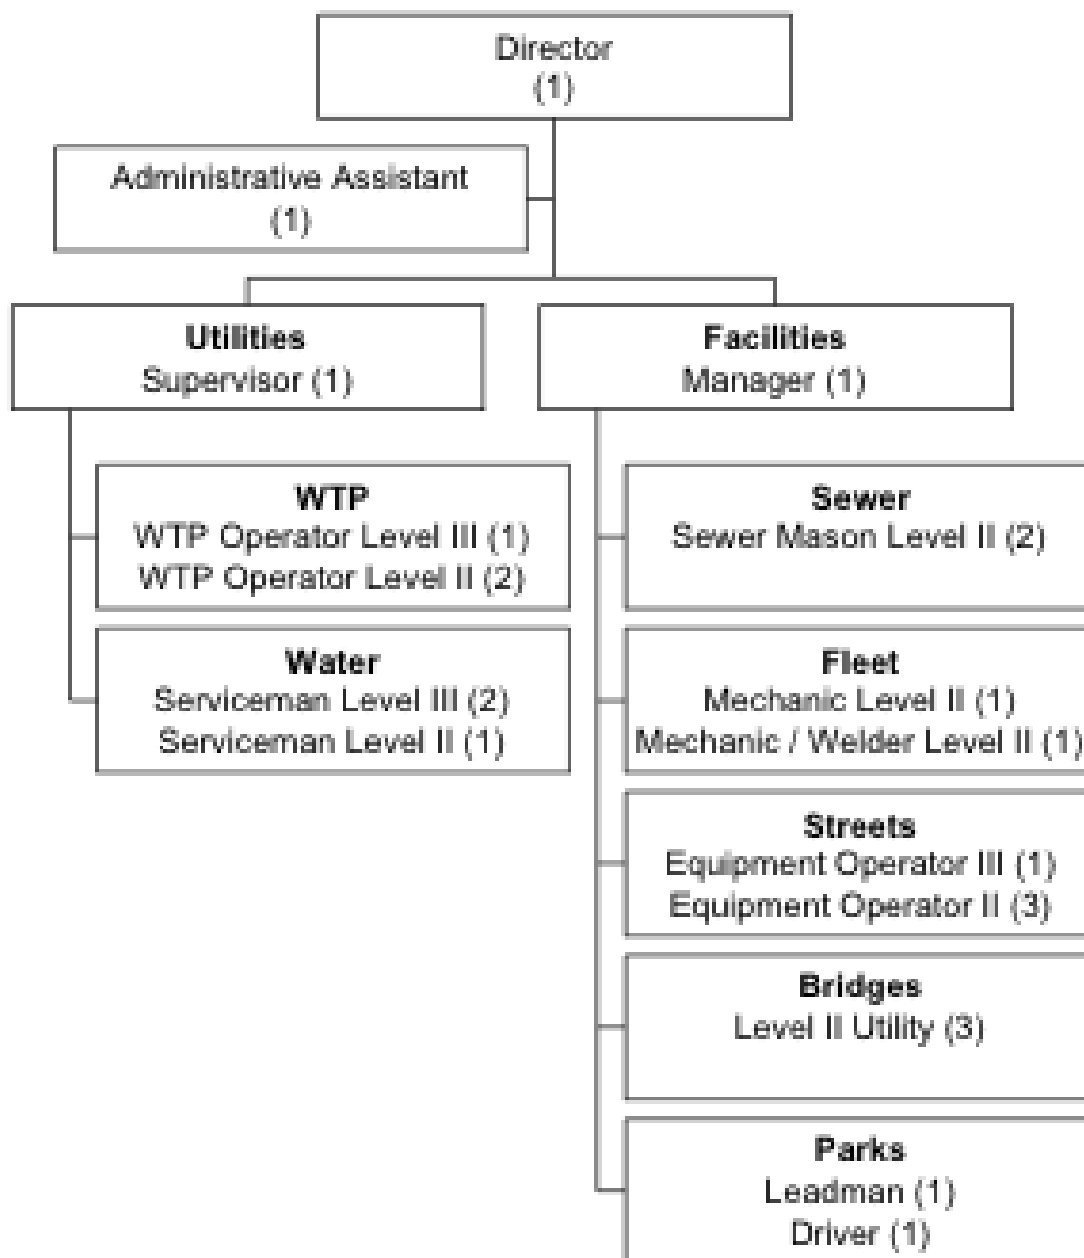 Director
(1)
Administrative Assistant
(1)
Utilities
Supervisor (1)
Facilities
Manager (1)
WTP
WTP Operator Level III (1)
WTP Operator Level II (2)
Water
Serviceman Level III (2)
Serviceman Level II (1)
Sewer
Sewer Mason Level II (2)
Fleet
Mechanic Level II (1)
Mechanic / Welder Level II (1)
Streets
Equipment Operator III (1)
Equipment Operator II (3)
Bridges
Level II Utility (3)
Parks
Leadman (1)
Driver (1)